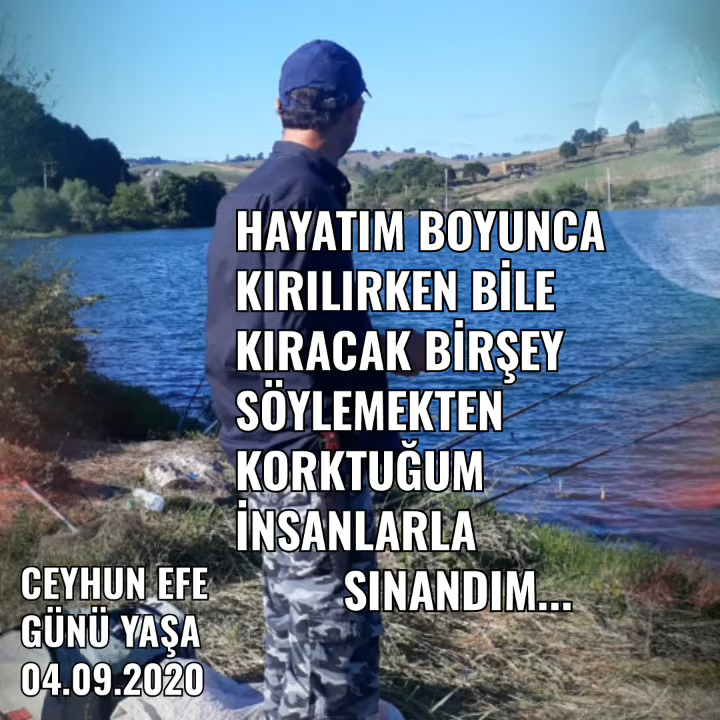 HAYATIM BOYUNCA
KIRILIRKEN BİLE
KIRACAK BİRŞEY
SÖYLEMEKTEN
KORKTUĞUM
İNSANLARLA
SINANDIM...
CEYHUN EFE
GÜNÜ YAŞA
04.09.2020